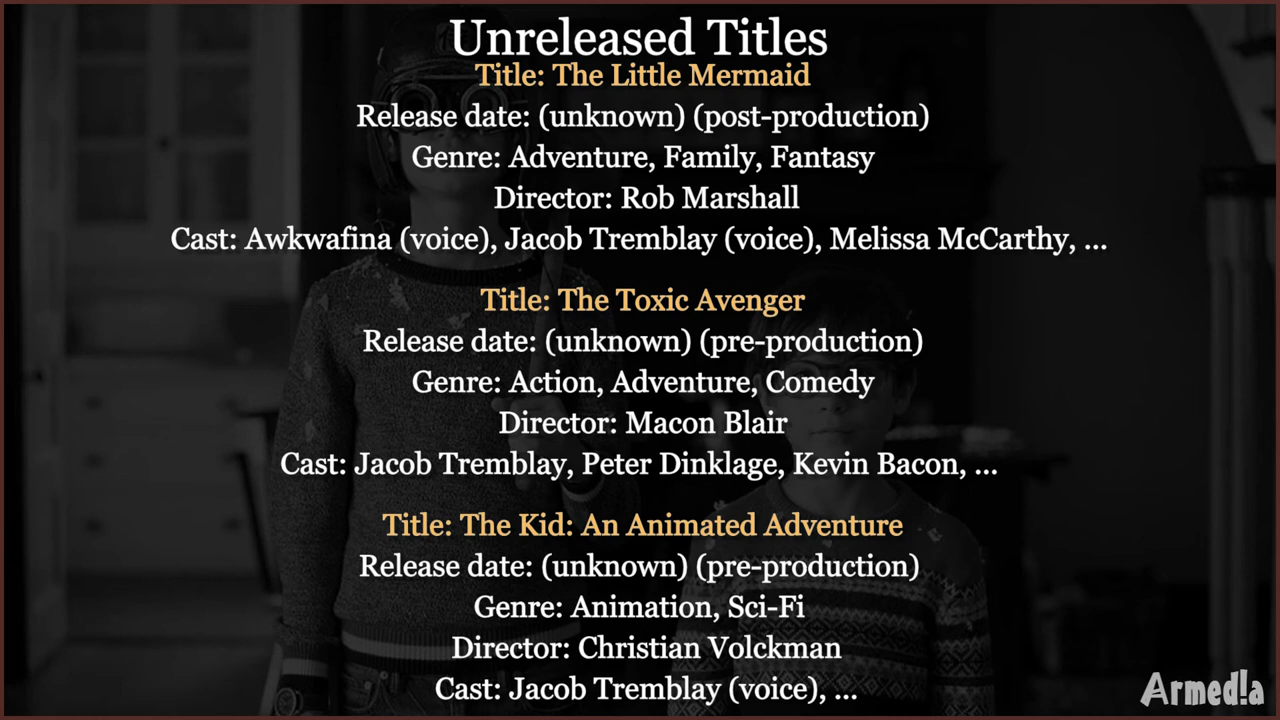 Unreleased Titles
Title: The Little Mermaid
Release date: (unknown) (post-production)
Genre: Adventure, Family, Fantasy
Director: Rob Marshall
Cast: Awkwafina (voice), Jacob Tremblay (voice), Melissa McCarthy, ...
Title: The Toxic Avenger
Release date: (unknown) (pre-production)
Genre: Action, Adventure, Comedy
Director: Macon Blair
Cast: Jacob Tremblay, Peter Dinklage, Kevin Bacon, ...
Title: The Kid: An Animated Adventure
Release date: (unknown) (pre-production)
Genre: Animation, Sci-Fi
Director: Christian Volckman
Cast: Jacob Tremblay (voice), ...
Armed!a